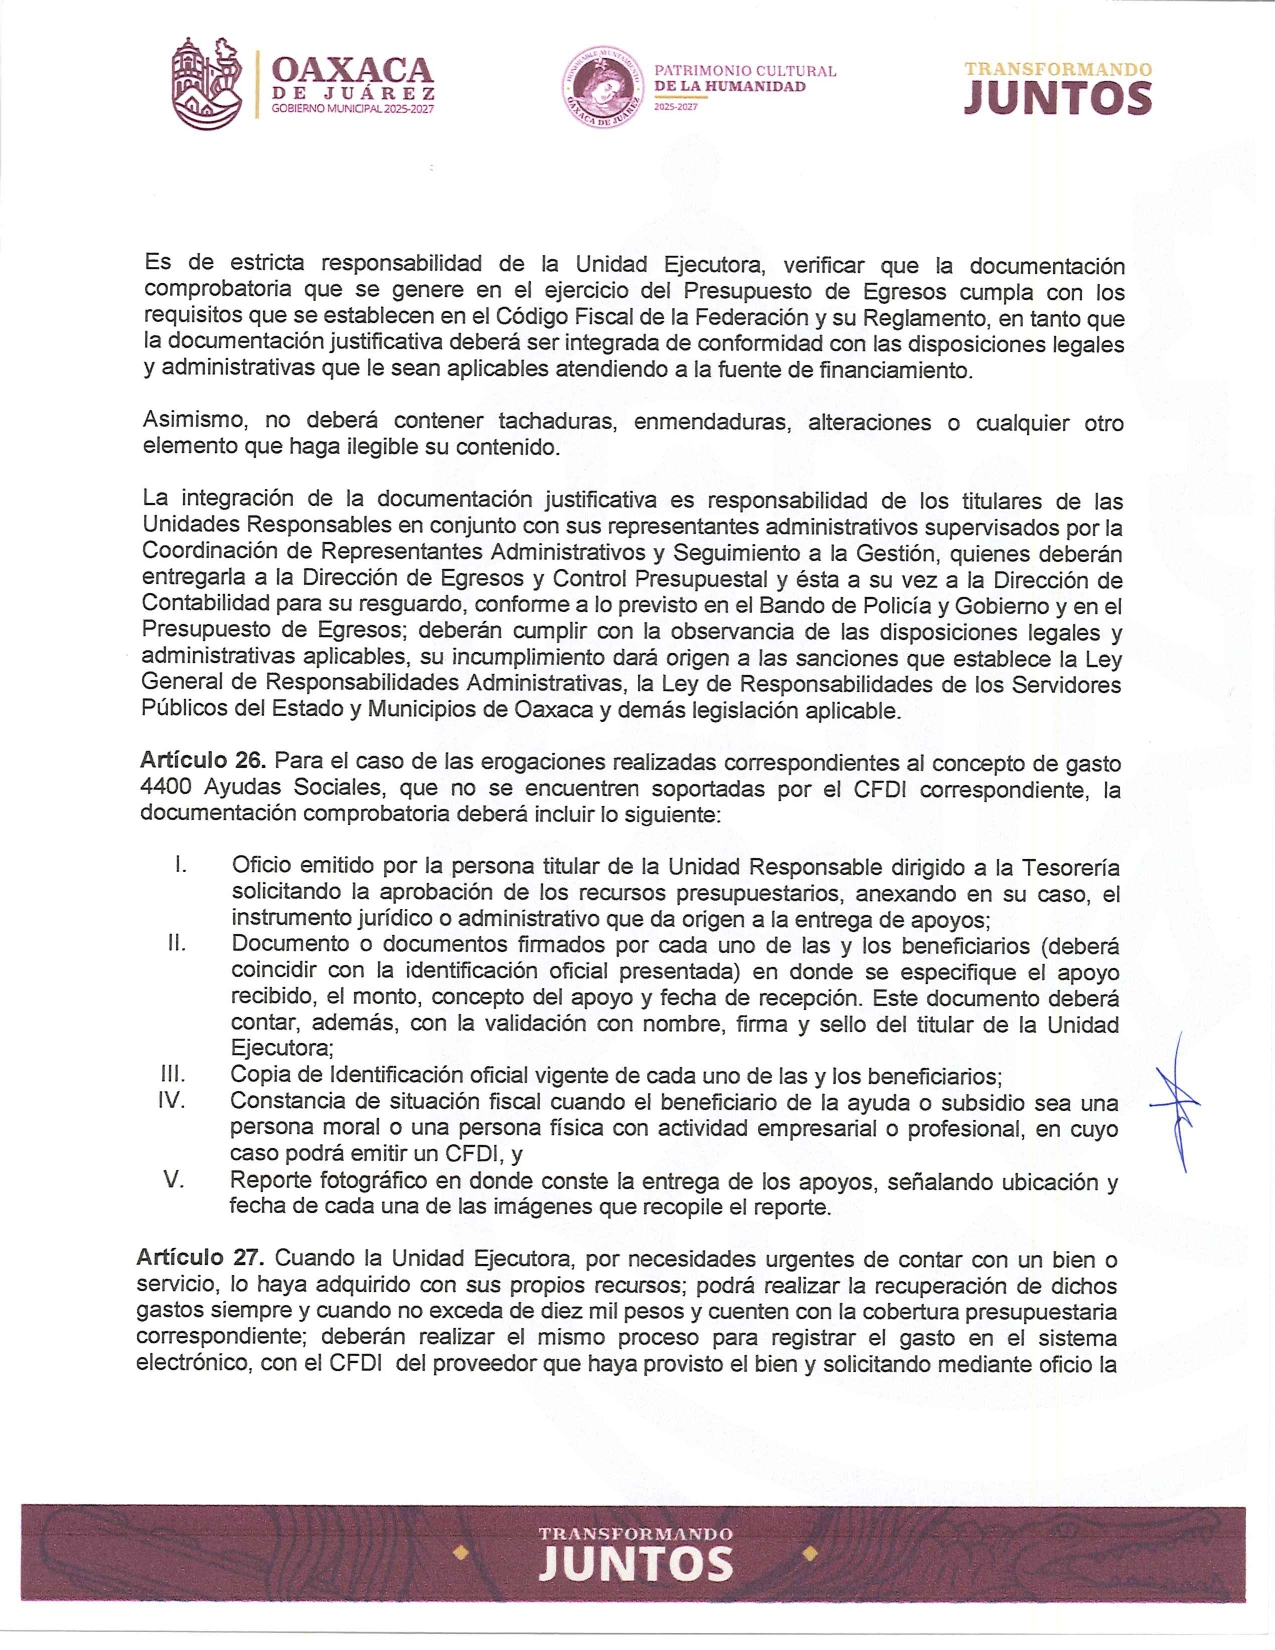 OAXACA
DE JUÁREZ
GOBIERNO MUNICIPAL 2025-2027
PATRIMONIO CULTURAL
DE LA HUMANIDAD
2025-2027
TRANSFORMANDO
JUNTOS
Es de estricta responsabilidad de la Unidad Ejecutora, verificar que la documentación
comprobatoria que se genere en el ejercicio del Presupuesto de Egresos cumpla con los
requisitos que se establecen en el Código Fiscal de la Federación y su Reglamento, en tanto que
la documentación justificativa deberá ser integrada de conformidad con las disposiciones legales
y administrativas que le sean aplicables atendiendo a la fuente de financiamiento.
Asimismo, no deberá contener tachaduras, enmendaduras, alteraciones o cualquier otro
elemento que haga ilegible su contenido.
La integración de la documentación justificativa es responsabilidad de los titulares de las
Unidades Responsables en conjunto con sus representantes administrativos supervisados por la
Coordinación de Representantes Administrativos y Seguimiento a la Gestión, quienes deberán
entregarla a la Dirección de Egresos y Control Presupuestal y ésta a su vez a la Dirección de
Contabilidad para su resguardo, conforme a lo previsto en el Bando de Policía y Gobierno y en el
Presupuesto de Egresos; deberán cumplir con la observancia de las disposiciones legales y
administrativas aplicables, su incumplimiento dará origen a las sanciones que establece la Ley
General de Responsabilidades Administrativas, la Ley de Responsabilidades de los Servidores
Públicos del Estado y Municipios de Oaxaca y demás legislación aplicable.
Artículo 26. Para el caso de las erogaciones realizadas correspondientes al concepto de gasto
4400 Ayudas Sociales, que no se encuentren soportadas por el CFDI correspondiente, la
documentación comprobatoria deberá incluir lo siguiente:
I. Oficio emitido por la persona titular de la Unidad Responsable dirigido a la Tesorería
solicitando la aprobación de los recursos presupuestarios, anexando en su caso, el
instrumento jurídico o administrativo que da origen a la entrega de apoyos;
II. Documento o documentos firmados por cada uno de las y los beneficiarios (deberá
coincidir con la identificación oficial presentada) en donde se especifique el apoyo
recibido, el monto, concepto del apoyo y fecha de recepción. Este documento deberá
contar, además, con la validación con nombre, firma y sello del titular de la Unidad
Ejecutora;
III. Copia de Identificación oficial vigente de cada uno de las y los beneficiarios;
IV. Constancia de situación fiscal cuando el beneficiario de la ayuda o subsidio sea una
persona moral o una persona física con actividad empresarial o profesional, en cuyo
caso podrá emitir un CFDI, y
V. Reporte fotográfico en donde conste la entrega de los apoyos, señalando ubicación y
fecha de cada una de las imágenes que recopile el reporte.
Artículo 27. Cuando la Unidad Ejecutora, por necesidades urgentes de contar con un bien o
servicio, lo haya adquirido con sus propios recursos; podrá realizar la recuperación de dichos
gastos siempre y cuando no exceda de diez mil pesos y cuenten con la cobertura presupuestaria
correspondiente; deberán realizar el mismo proceso para registrar el gasto en el sistema
electrónico, con el CFDI del proveedor que haya provisto el bien y solicitando mediante oficio la
TRANSFORMANDO
JUNTOS